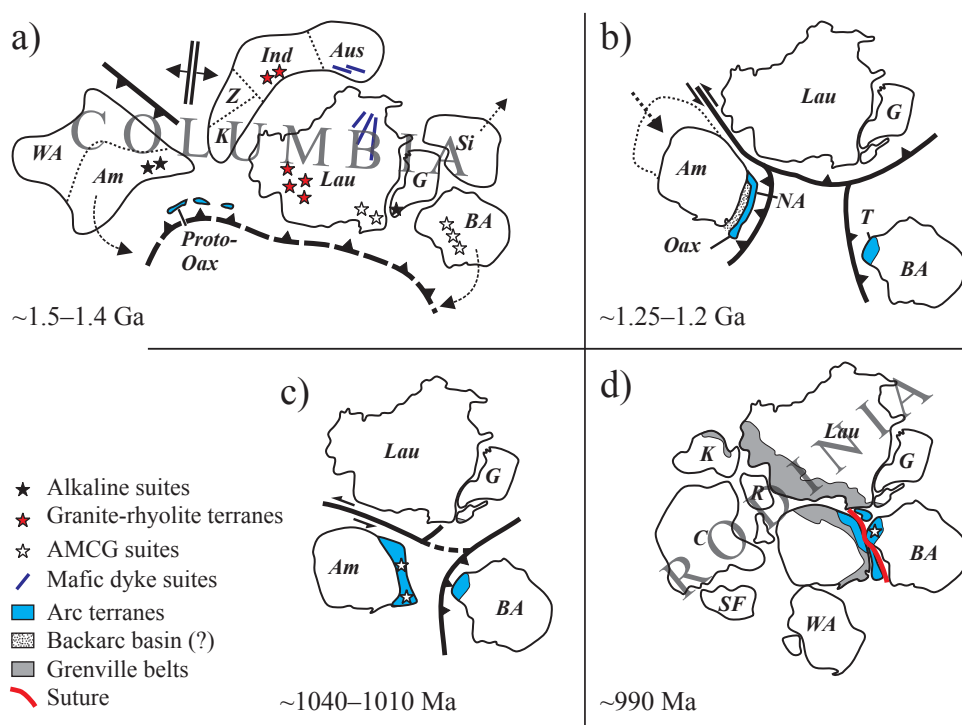 a)
Ind
Aus
Z
K
COLUMBIA
WA
Am
Lau
G
Si
BA
Proto-
Oax
~1.5–1.4 Ga
b)
Lau
G
Am
NA
Oax
T
BA
~1.25–1.2 Ga
c)
Lau
G
Am
BA
~1040–1010 Ma
d)
RODINIA
Lau
K
G
R
C
BA
SF
WA
~990 Ma
Alkaline suites
Granite-rhyolite terranes
AMCG suites
Mafic dyke suites
Arc terranes
Backarc basin (?)
Grenville belts
Suture